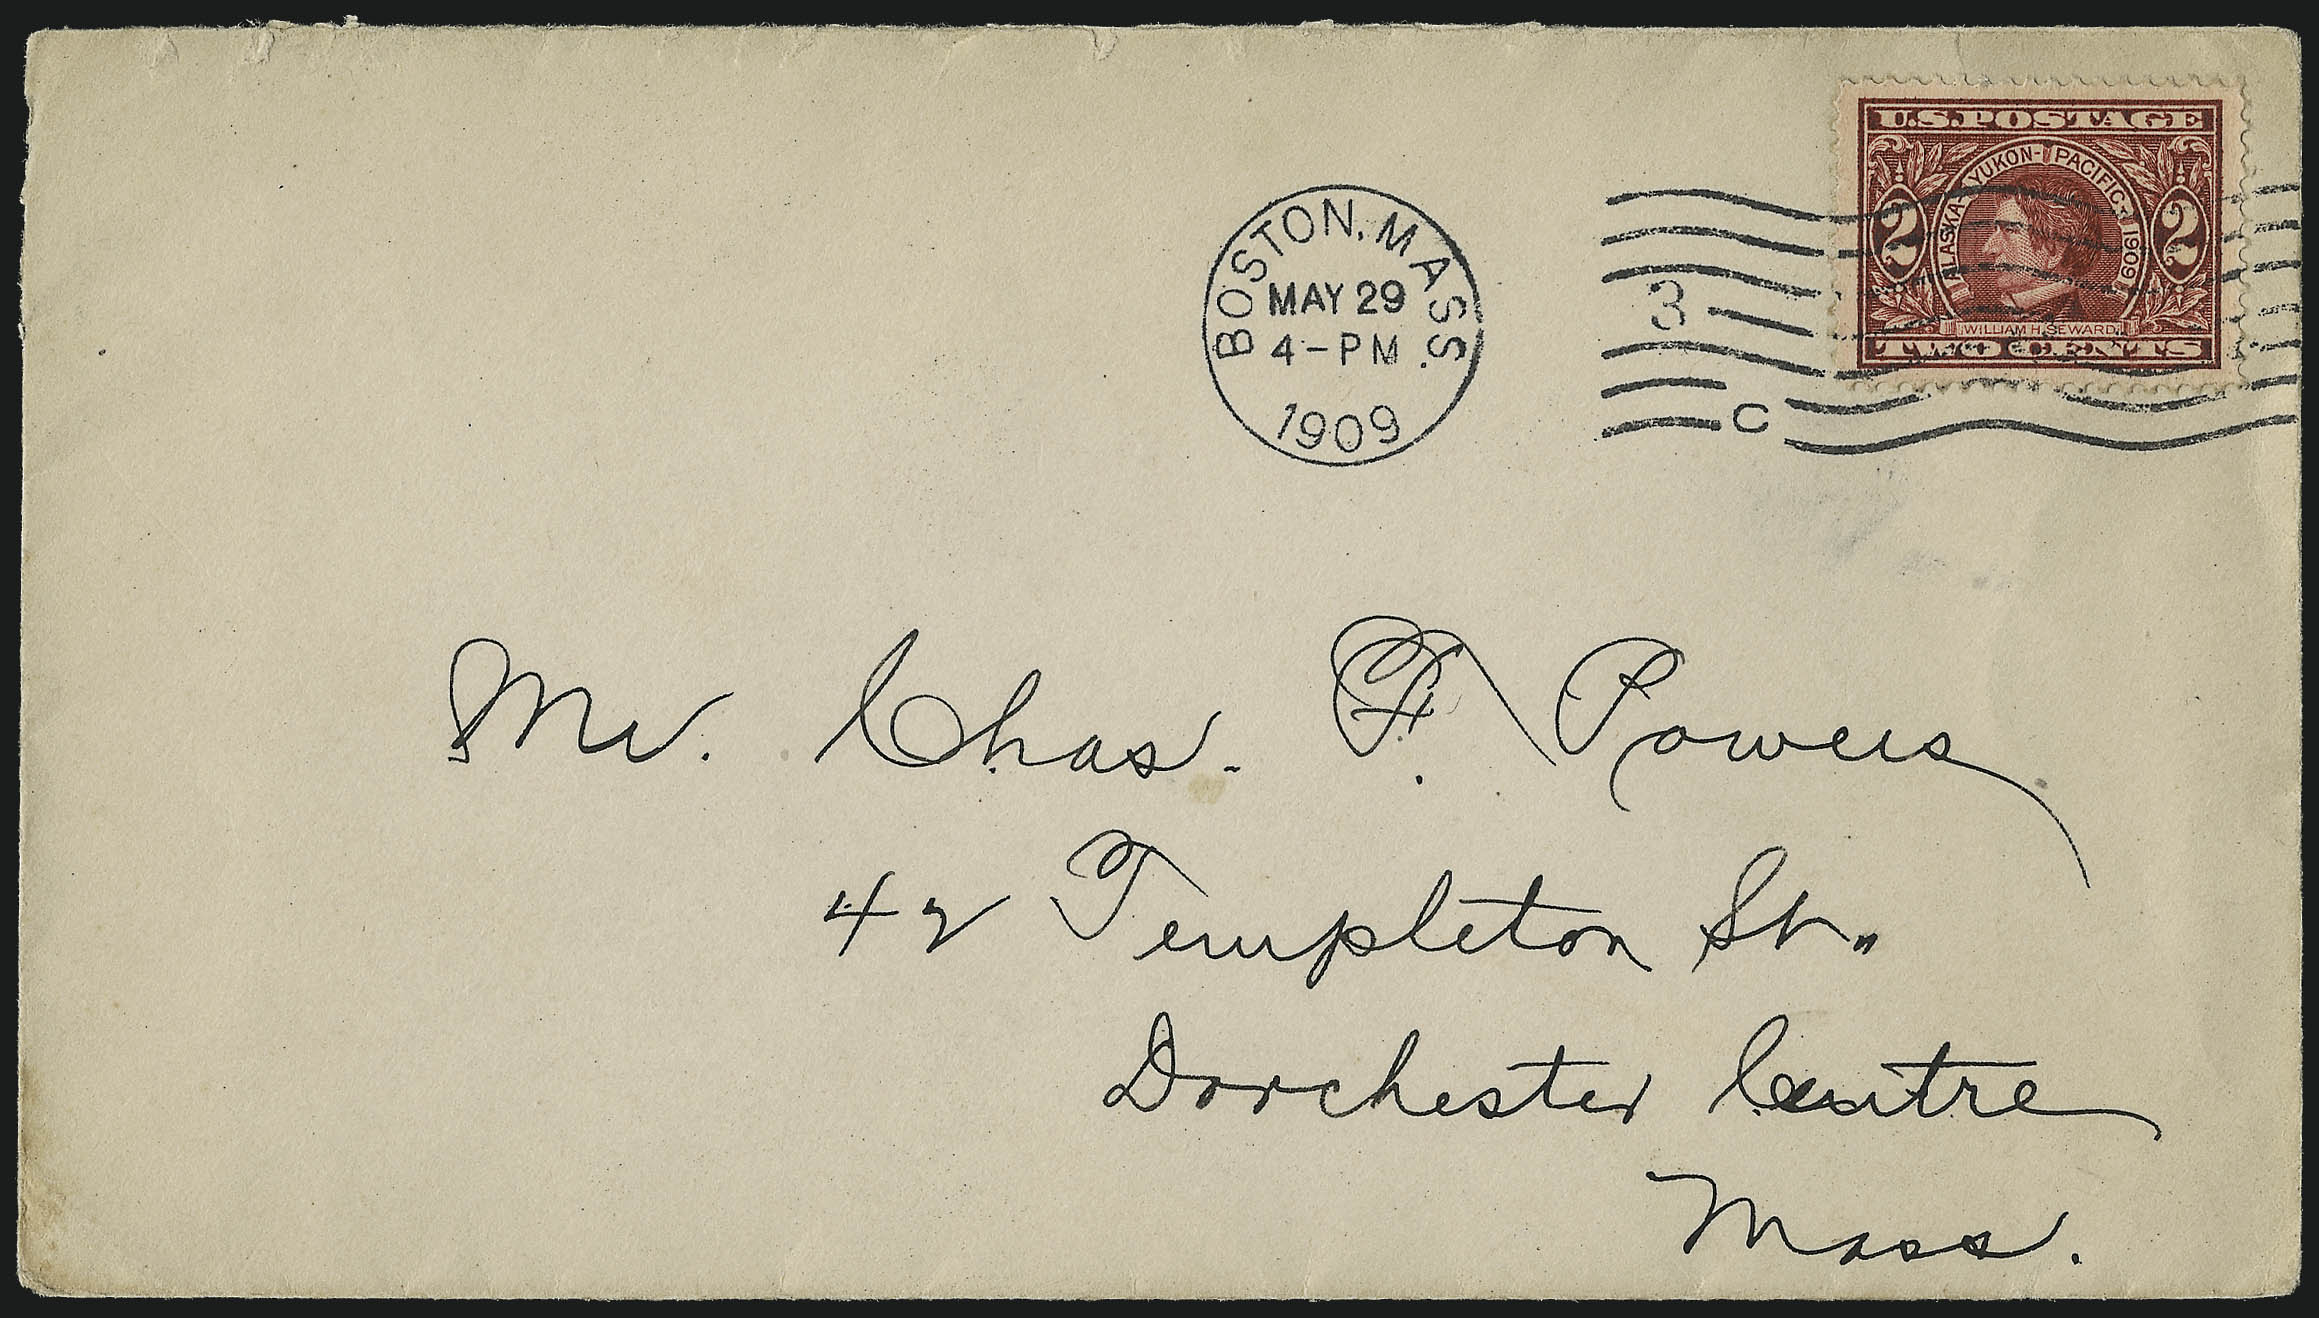 U.S. POSTAGE
ALASKA-YUKON-PACIFIC-1909
2 2
WILLIAM H. SEWARD
TWO CENTS
BOSTON, MASS.
MAY 29
4-PM
1909
3
C
Mr. Chas. F. Powers
42 Templeton St.
Dorchester Centre
Mass.